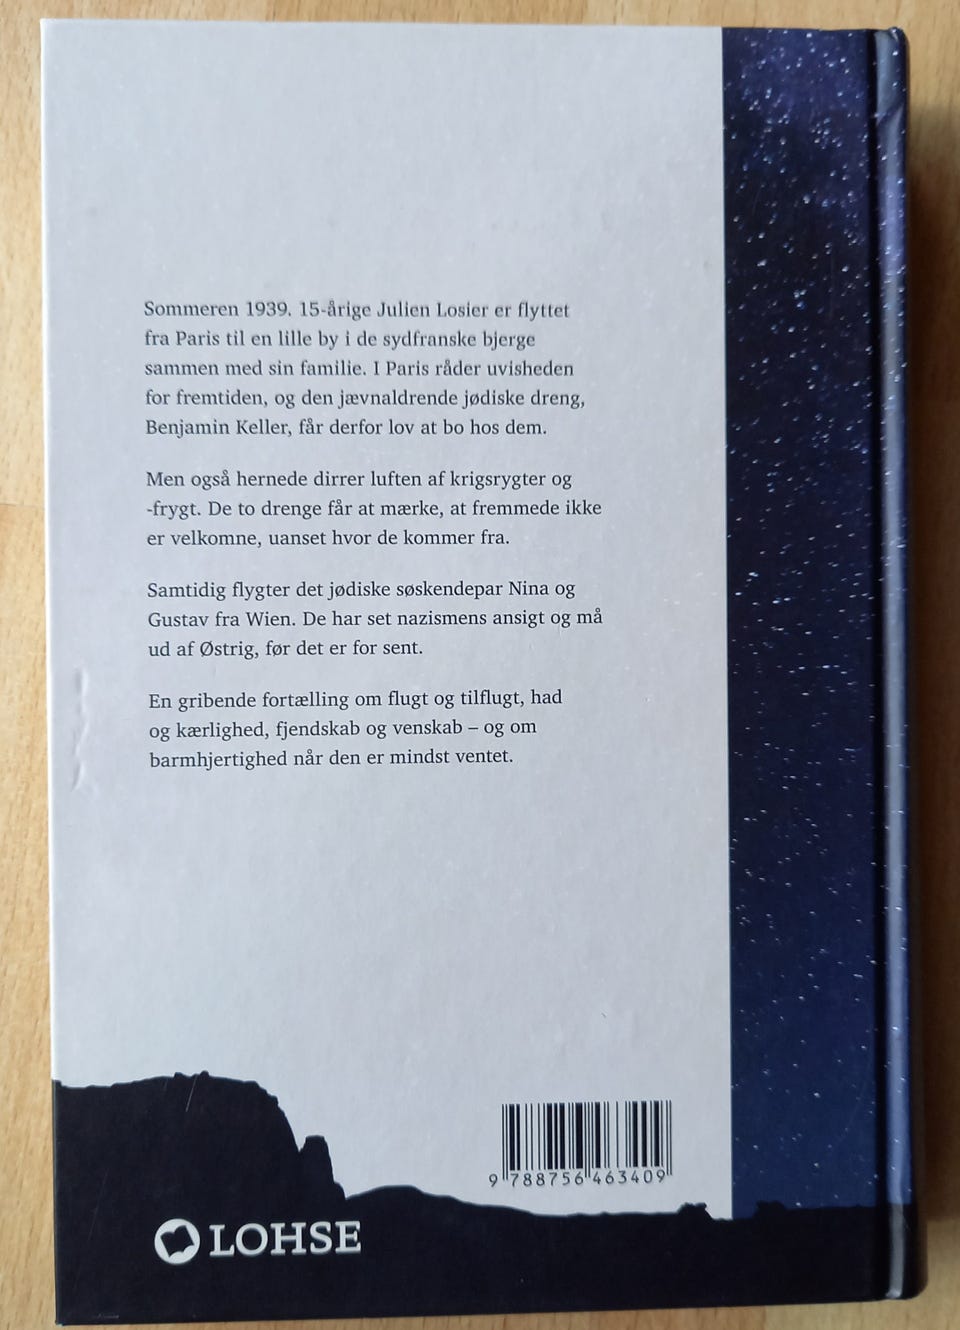 Sommeren 1939. 15-årige Julien Losier er flyttet
fra Paris til en lille by i de sydfranske bjerge
sammen med sin familie. I Paris råder uvisheden
for fremtiden, og den jævnaldrende jødiske dreng,
Benjamin Keller, får derfor lov at bo hos dem.
Men også hernede dirrer luften af krigsrygter og
-frygt. De to drenge får at mærke, at fremmede ikke
er velkomne, uanset hvor de kommer fra.
Samtidig flygter det jødiske søskendepar Nina og
Gustav fra Wien. De har set nazismens ansigt og må
ud af Østrig, før det er for sent.
En gribende fortælling om flugt og tilflugt, had
og kærlighed, fjendskab og venskab – og om
barmhjertighed når den er mindst ventet.
9 788756 463409
LOHSE